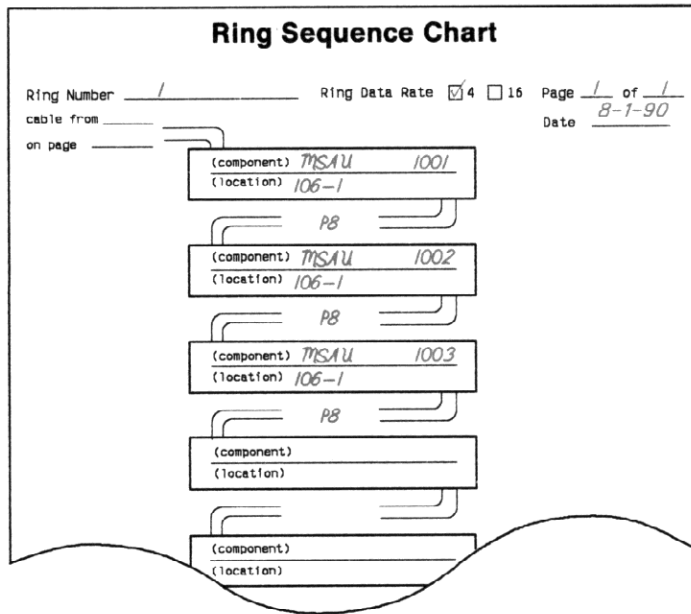 Ring Sequence Chart
Ring Number 1 Ring Data Rate ☑ 4 ☐ 16 Page 1 of 1
cable from Date 8-1-90
on page
(component) MSAU 1001
(location) 106-1
P8
(component) MSAU 1002
(location) 106-1
P8
(component) MSAU 1003
(location) 106-1
P8
(component)
(location)
(component)
(location)